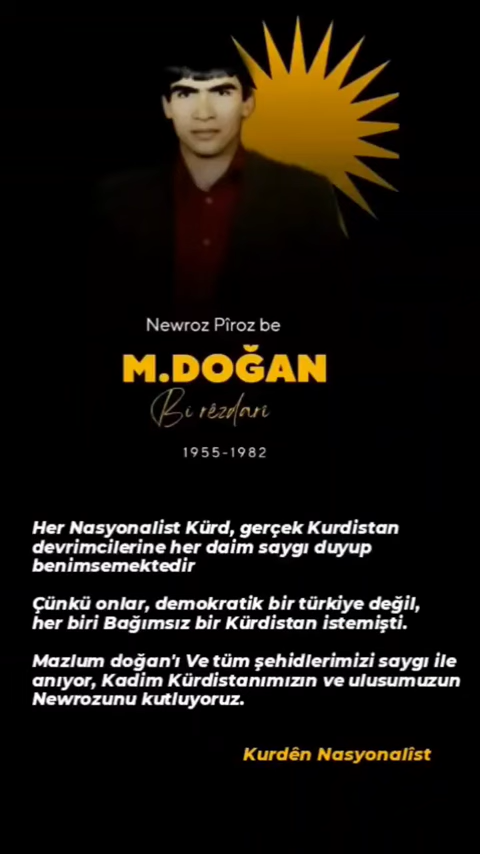 Newroz Pîroz be
M.DOĞAN
Bi rêzdarî
1955-1982
Her Nasyonalist Kürd, gerçek Kurdistan
devrimcilerine her daim saygı duyup
benimsemektedir
Çünkü onlar, demokratik bir türkiye değil,
her biri Bağımsız bir Kürdistan istemişti.
Mazlum doğan'ı Ve tüm şehidlerimizi saygı ile
anıyor, Kadim Kürdistanımızın ve ulusumuzun
Newrozunu kutluyoruz.
Kurdên Nasyonalîst